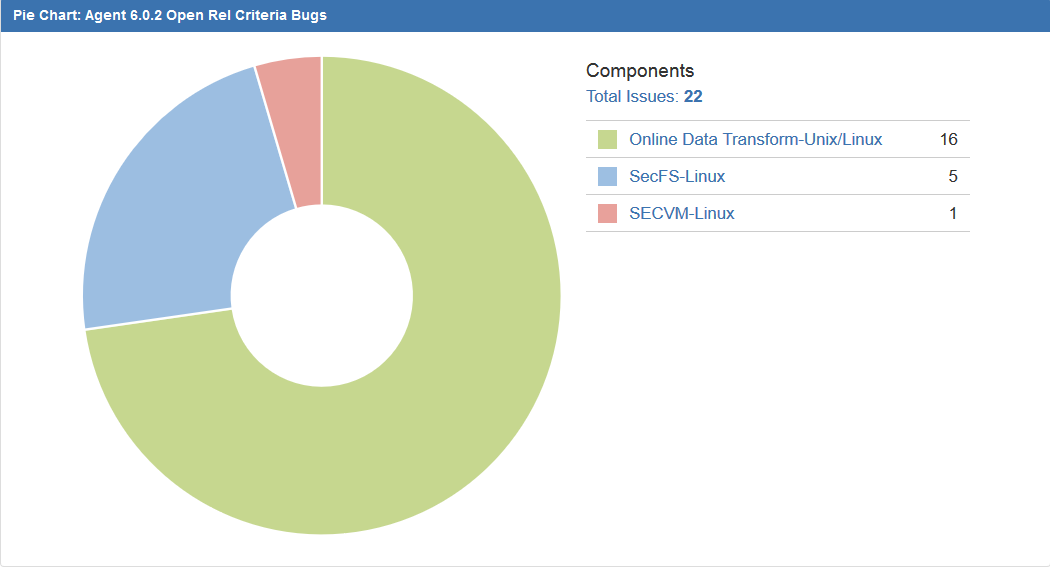 Pie Chart: Agent 6.0.2 Open Rel Criteria Bugs
Components
Total Issues: 22
Online Data Transform-Unix/Linux 16
SecFS-Linux 5
SECVM-Linux 1